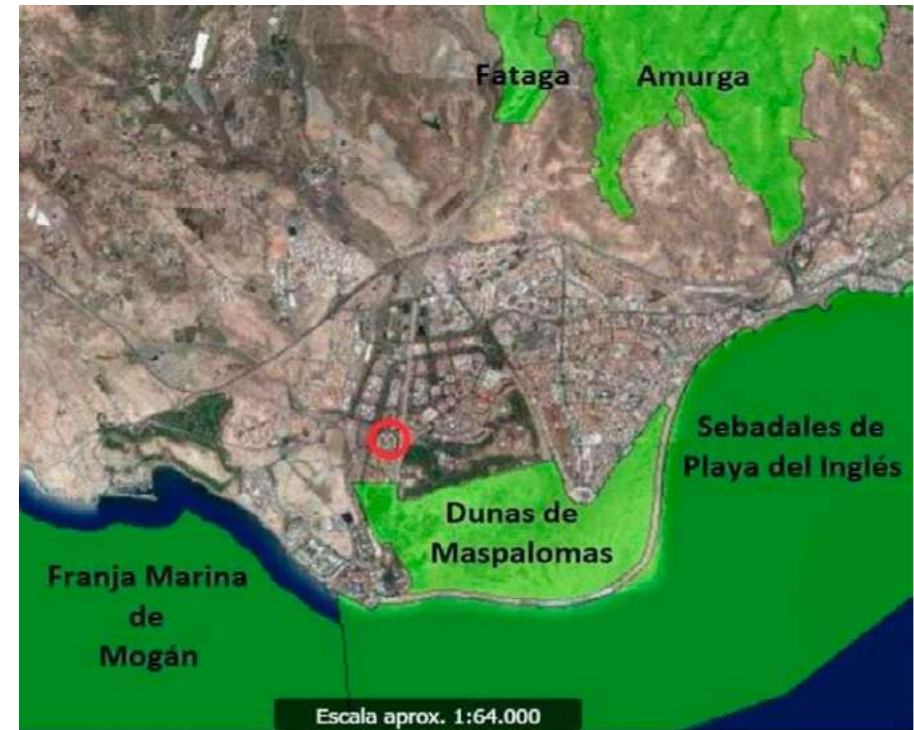 Fataga
Amurga
Sebadales de
Playa del Inglés
Dunas de
Maspalomas
Franja Marina
de
Mogán
Escala aprox. 1:64.000